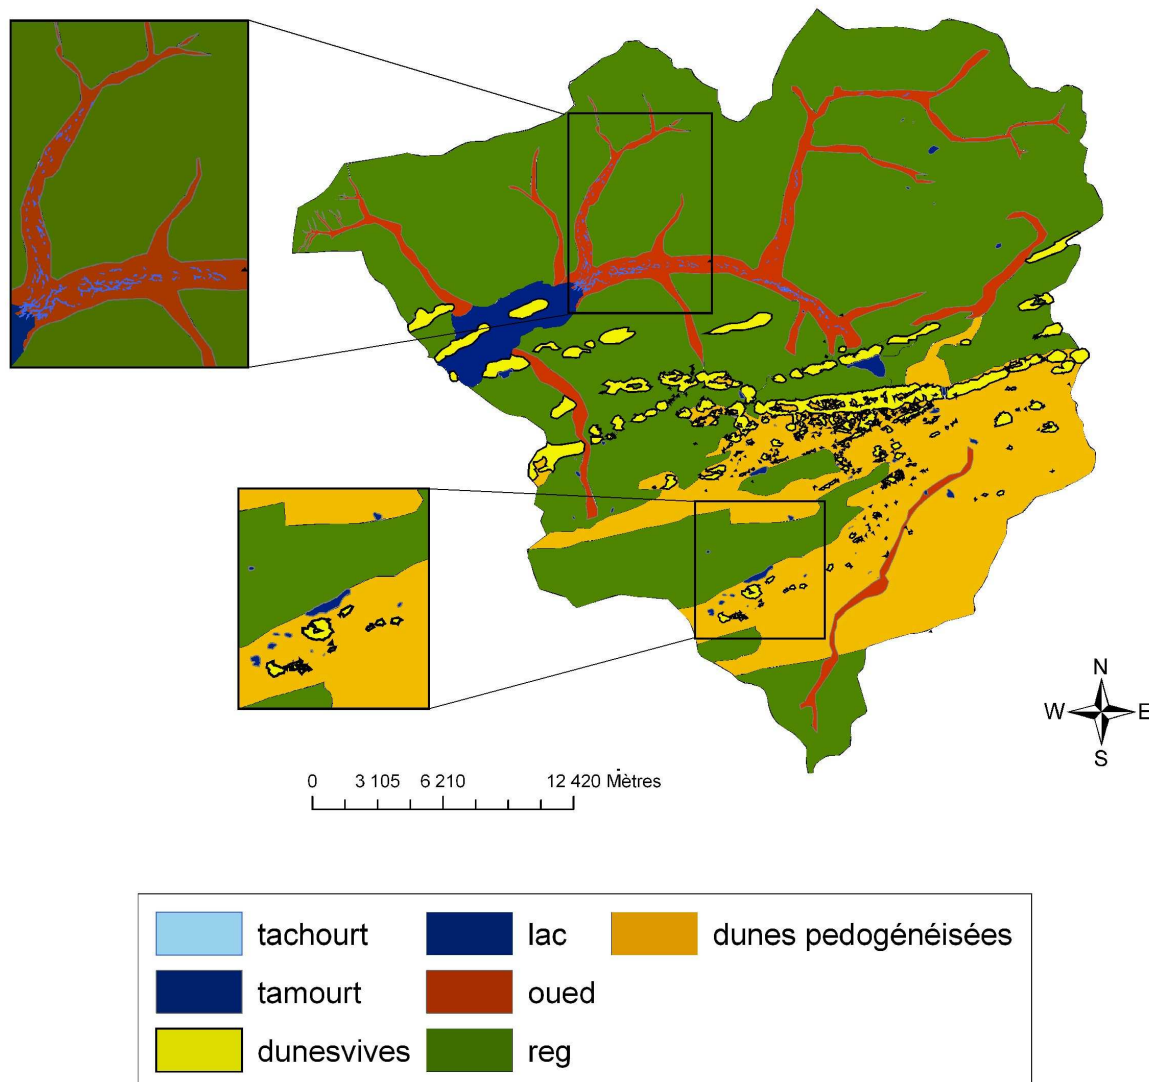 N
W E
S
0 3 105 6 210 12 420 Mètres
tachourt lac dunes pedogénéisées
tamourt oued
dunesvives reg